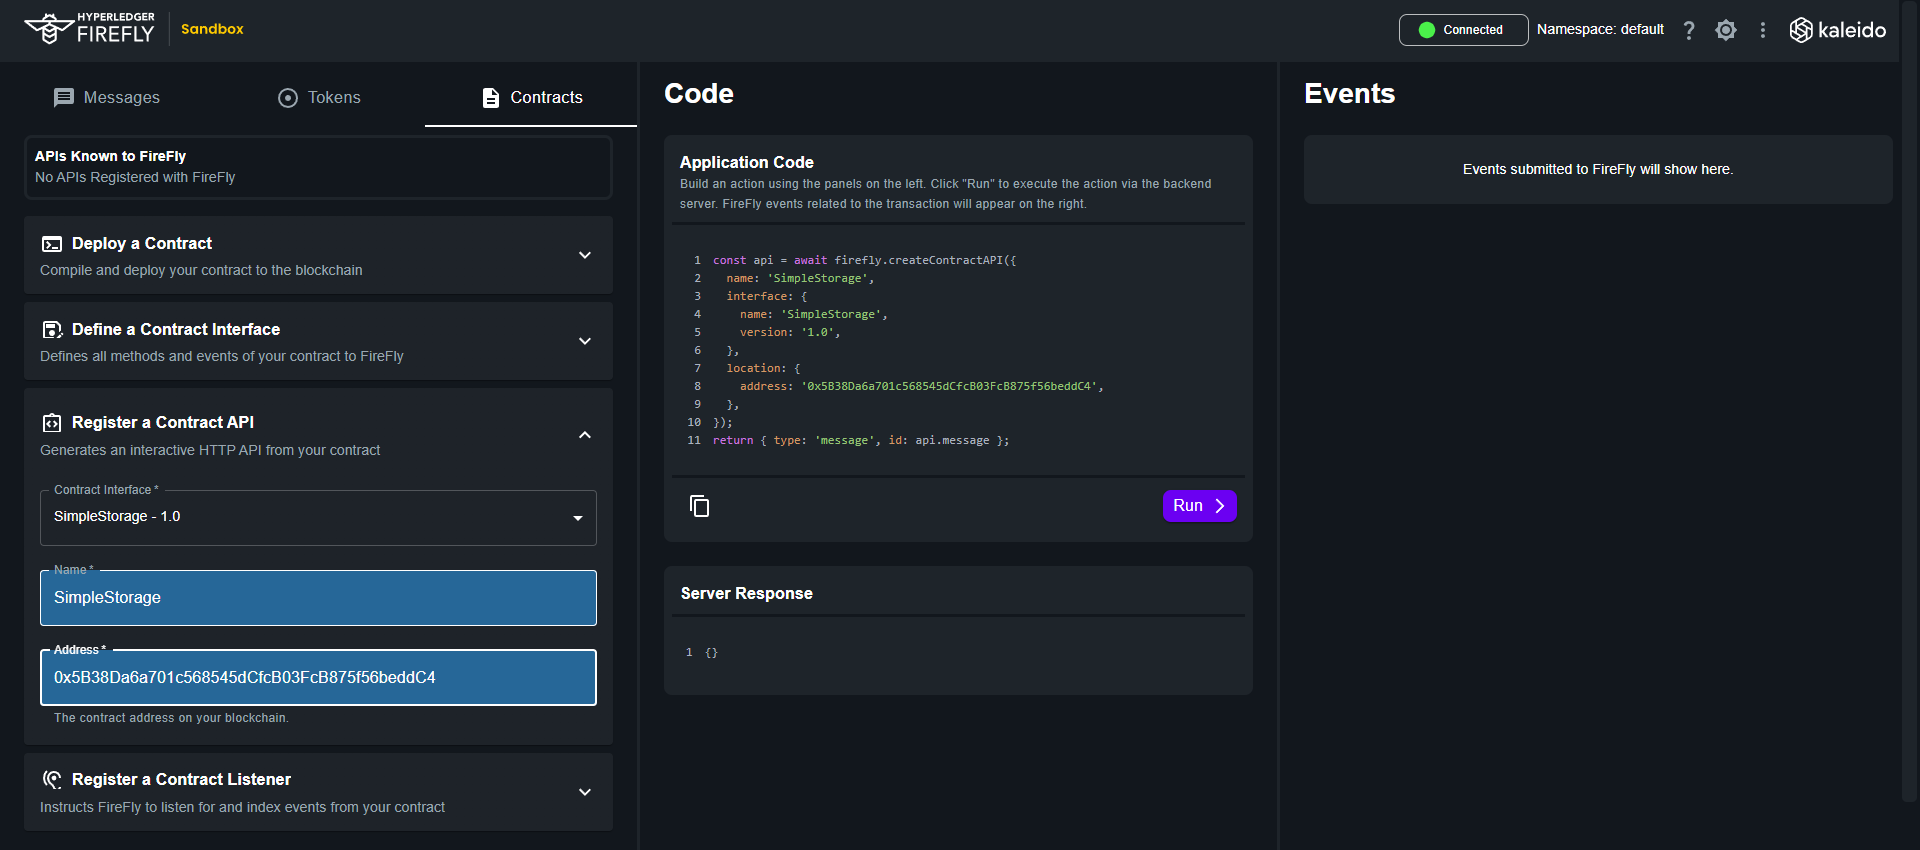 HYPERLEDGER
FIREFLY
Sandbox
Connected
Namespace: default
?
kaleido
Messages
Tokens
Contracts
APIs Known to FireFly
No APIs Registered with FireFly
Deploy a Contract
Compile and deploy your contract to the blockchain
Define a Contract Interface
Defines all methods and events of your contract to FireFly
Register a Contract API
Generates an interactive HTTP API from your contract
Contract Interface *
SimpleStorage - 1.0
Name *
SimpleStorage
Address *
0x5B38Da6a701c568545dCfcB03FcB875f56beddC4
The contract address on your blockchain.
Register a Contract Listener
Instructs FireFly to listen for and index events from your contract
Code
Application Code
Build an action using the panels on the left. Click "Run" to execute the action via the backend
server. FireFly events related to the transaction will appear on the right.
1 const api = await firefly.createContractAPI({
2   name: 'SimpleStorage',
3   interface: {
4     name: 'SimpleStorage',
5     version: '1.0',
6   },
7   location: {
8     address: '0x5B38Da6a701c568545dCfcB03FcB875f56beddC4',
9   },
10 });
11 return { type: 'message', id: api.message };
Run
Server Response
1 {}
Events
Events submitted to FireFly will show here.